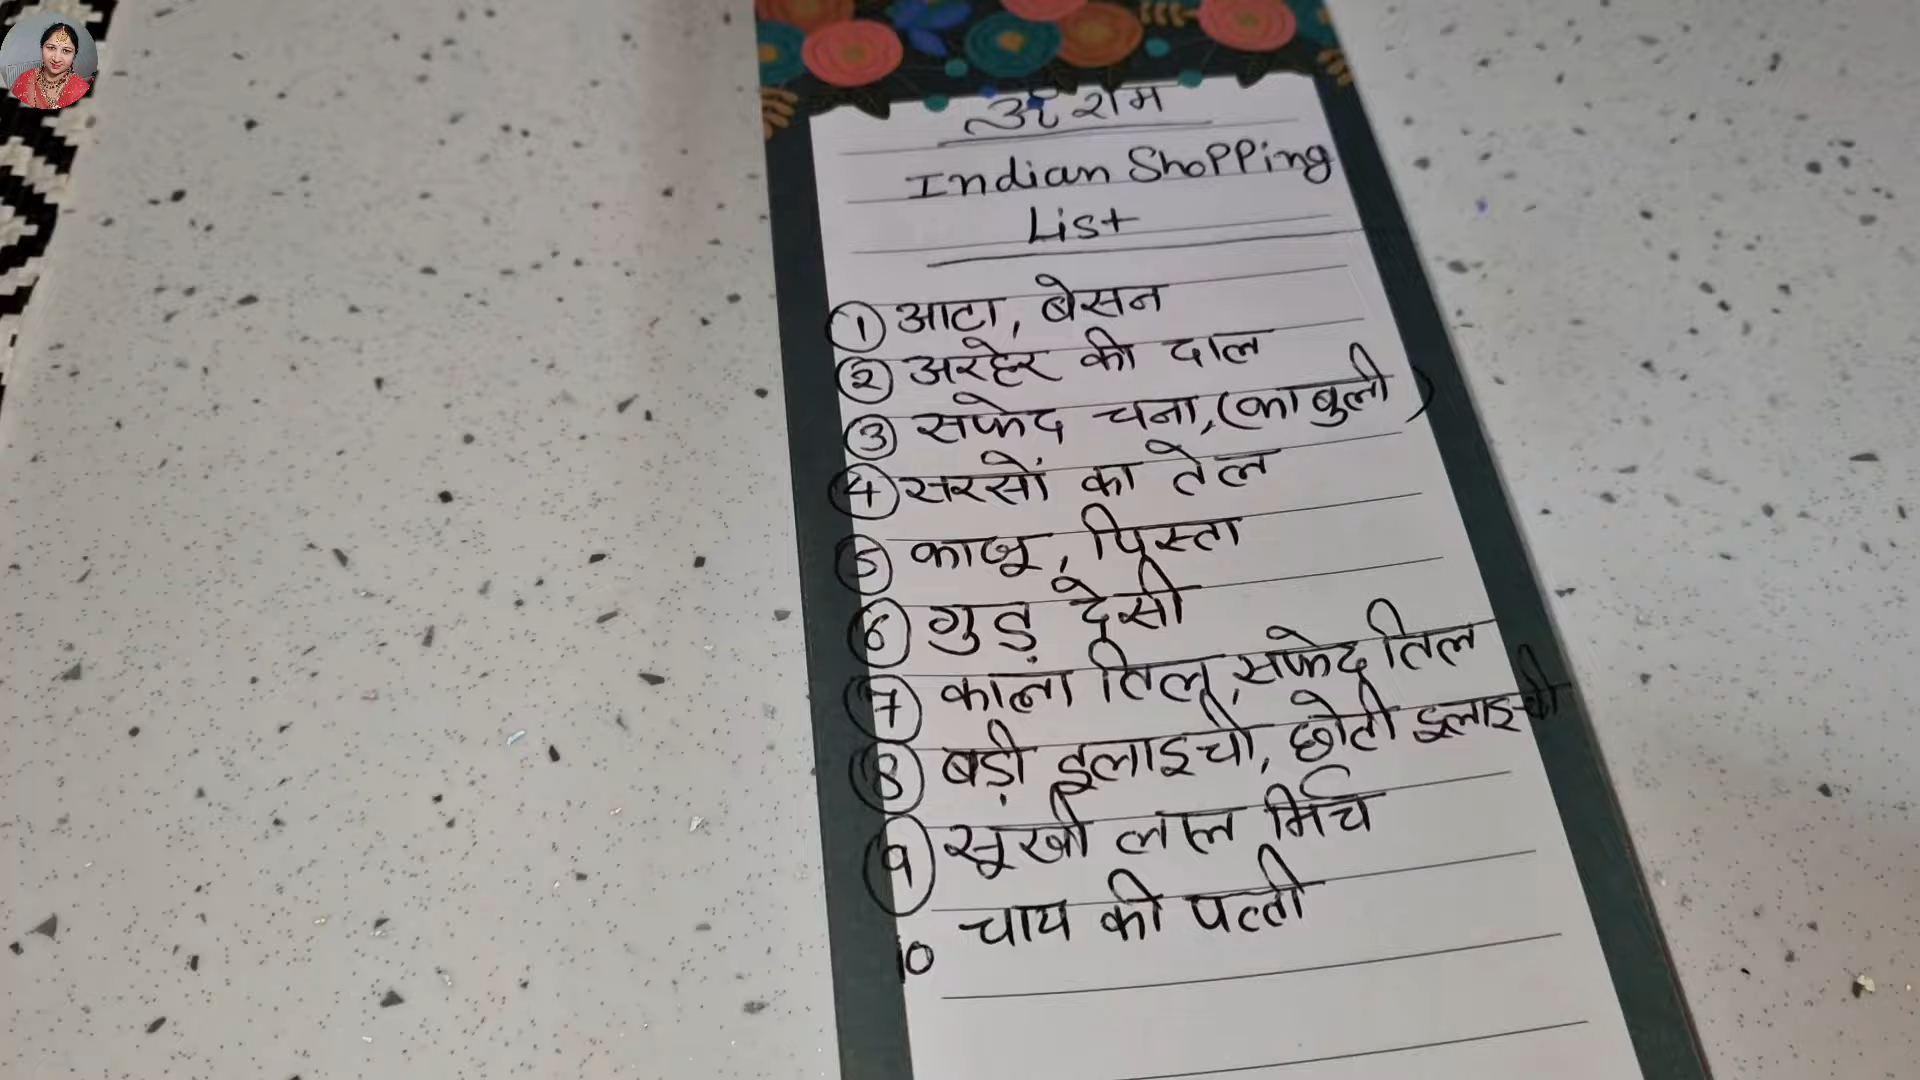 राम
Indian Shopping
List
① आटा, बेसन
② अरहेर की दाल
③ सफेद चना, (काबुली)
④ सरसों का तेल
⑤ काजू, पिस्ता
⑥ गुड़ देसी
⑦ काला तिल, सफेद तिल
⑧ बड़ी इलाइची, छोटी इलाइची
⑨ सूखी लाल मिर्च
10 चाय की पत्ती